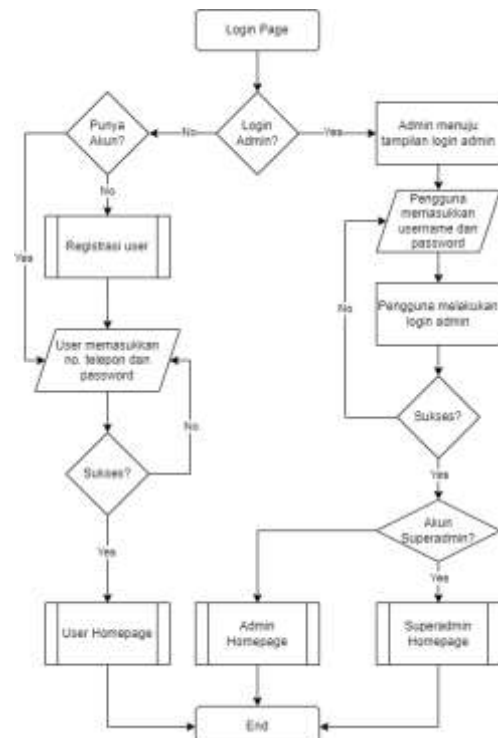 Login Page
Punya
Akun?
No
Login
Admin?
Yes
Admin menuju
tampilan login admin
No
Pengguna
memasukkan
username dan
password
Registrasi user
Yes
No
Pengguna melakukan
login admin
User memasukkan
no. telepon dan
password
No
Sukses?
Sukses?
Yes
Akun
Superadmin?
Yes
Yes
User Homepage
Admin
Homepage
Superadmin
Homepage
End